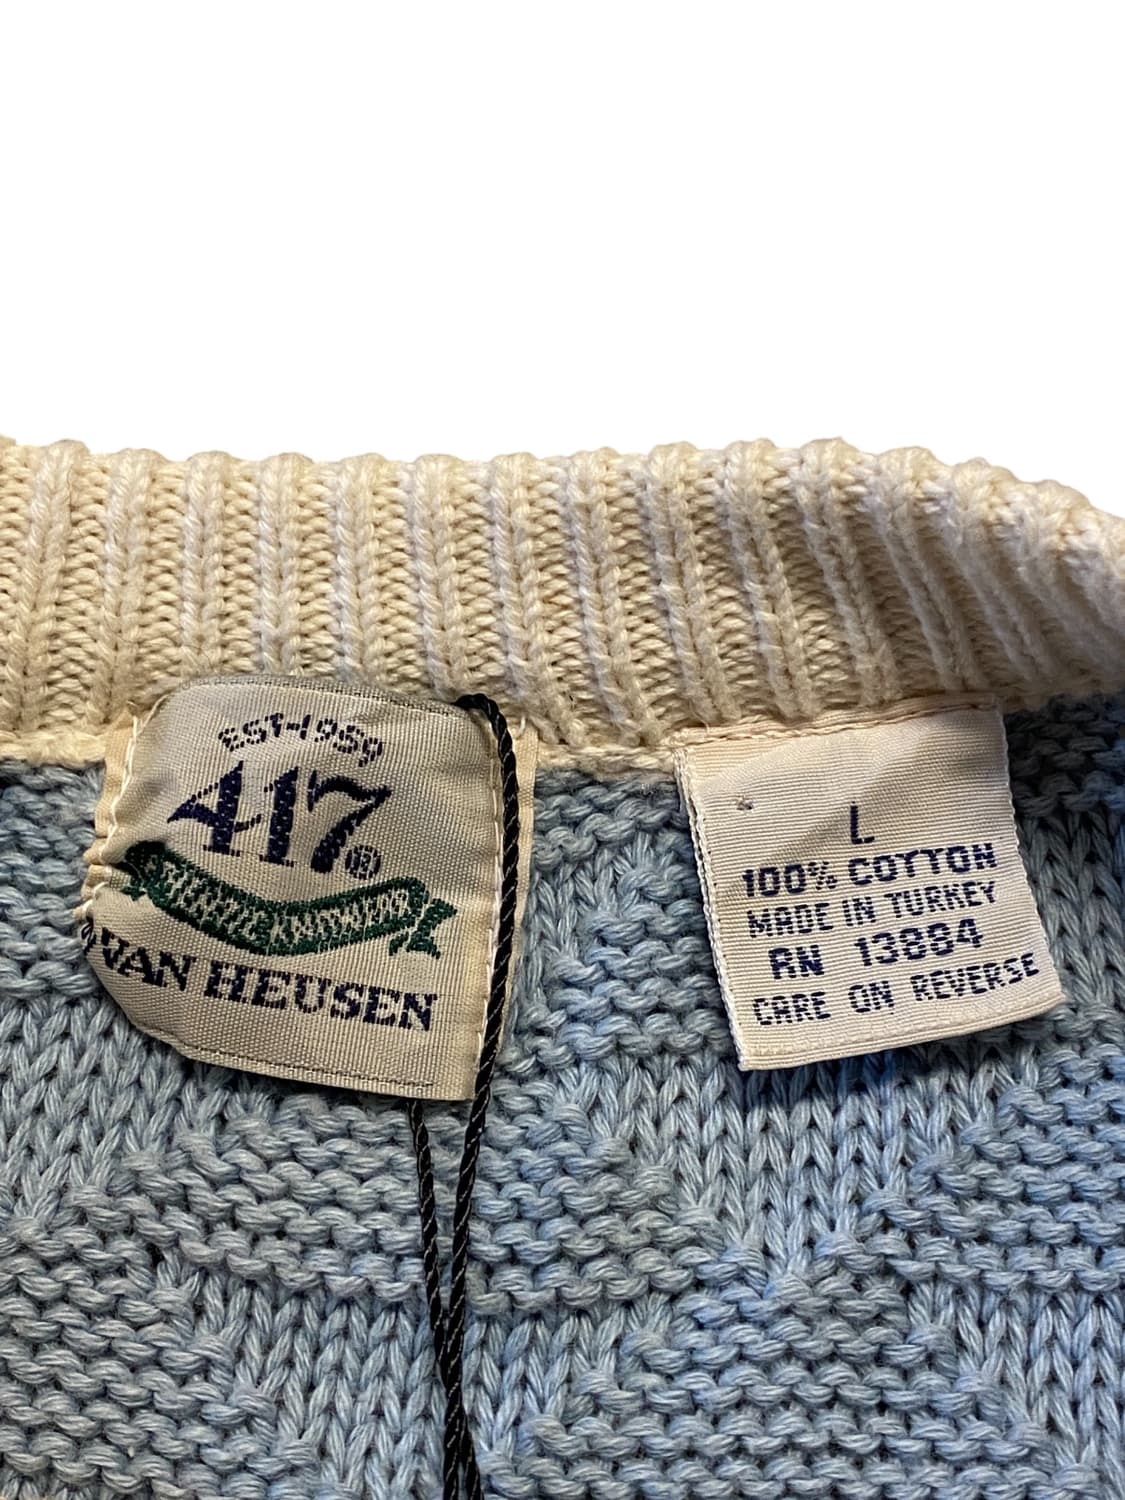 EST-1959
417®
VAN HEUSEN
L
100% COTTON
MADE IN TURKEY
RN 13884
CARE ON REVERSE